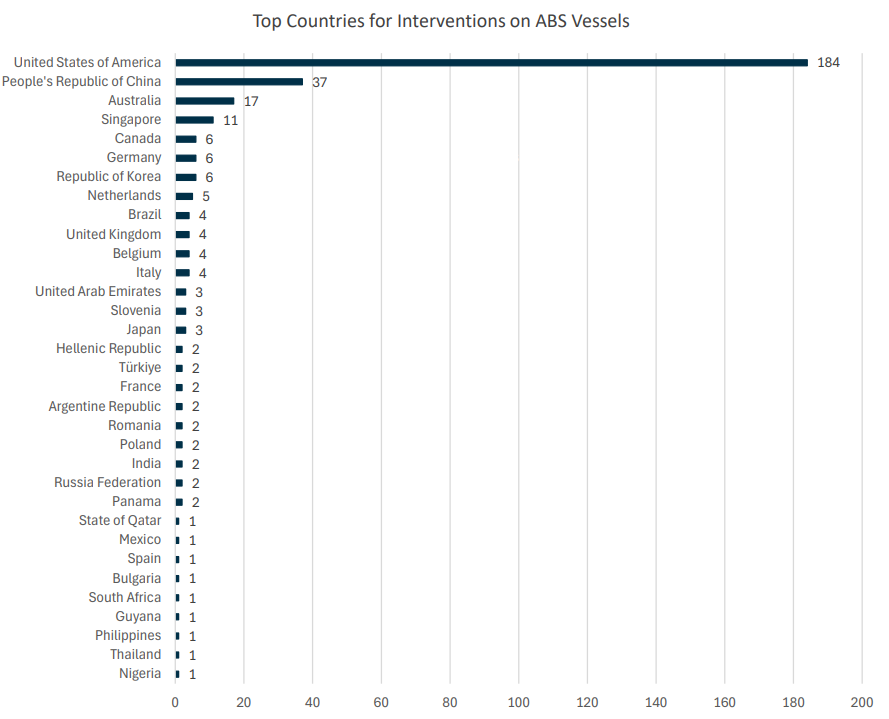 Top Countries for Interventions on ABS Vessels
United States of America 184
People's Republic of China 37
Australia 17
Singapore 11
Canada 6
Germany 6
Republic of Korea 6
Netherlands 5
Brazil 4
United Kingdom 4
Belgium 4
Italy 4
United Arab Emirates 3
Slovenia 3
Japan 3
Hellenic Republic 2
Türkiye 2
France 2
Argentine Republic 2
Romania 2
Poland 2
India 2
Russia Federation 2
Panama 2
State of Qatar 1
Mexico 1
Spain 1
Bulgaria 1
South Africa 1
Guyana 1
Philippines 1
Thailand 1
Nigeria 1
0 20 40 60 80 100 120 140 160 180 200